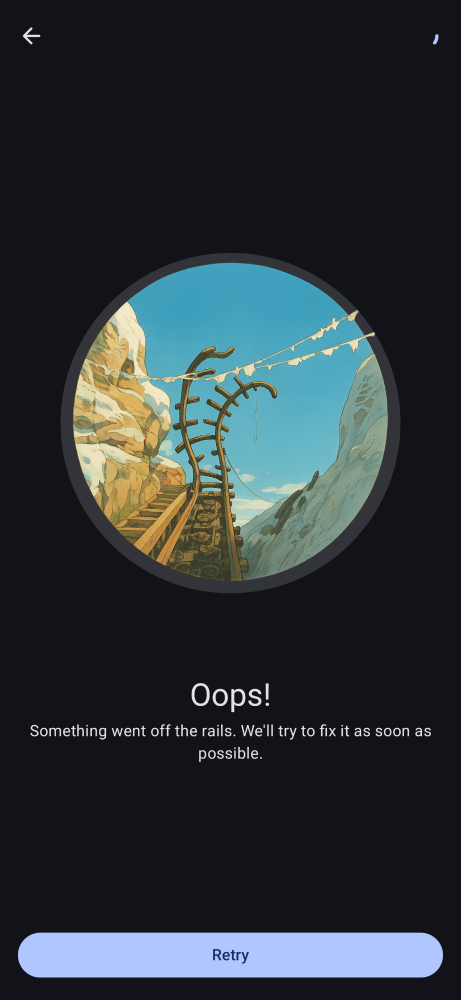 Oops!
Something went off the rails. We'll try to fix it as soon as
possible.
Retry